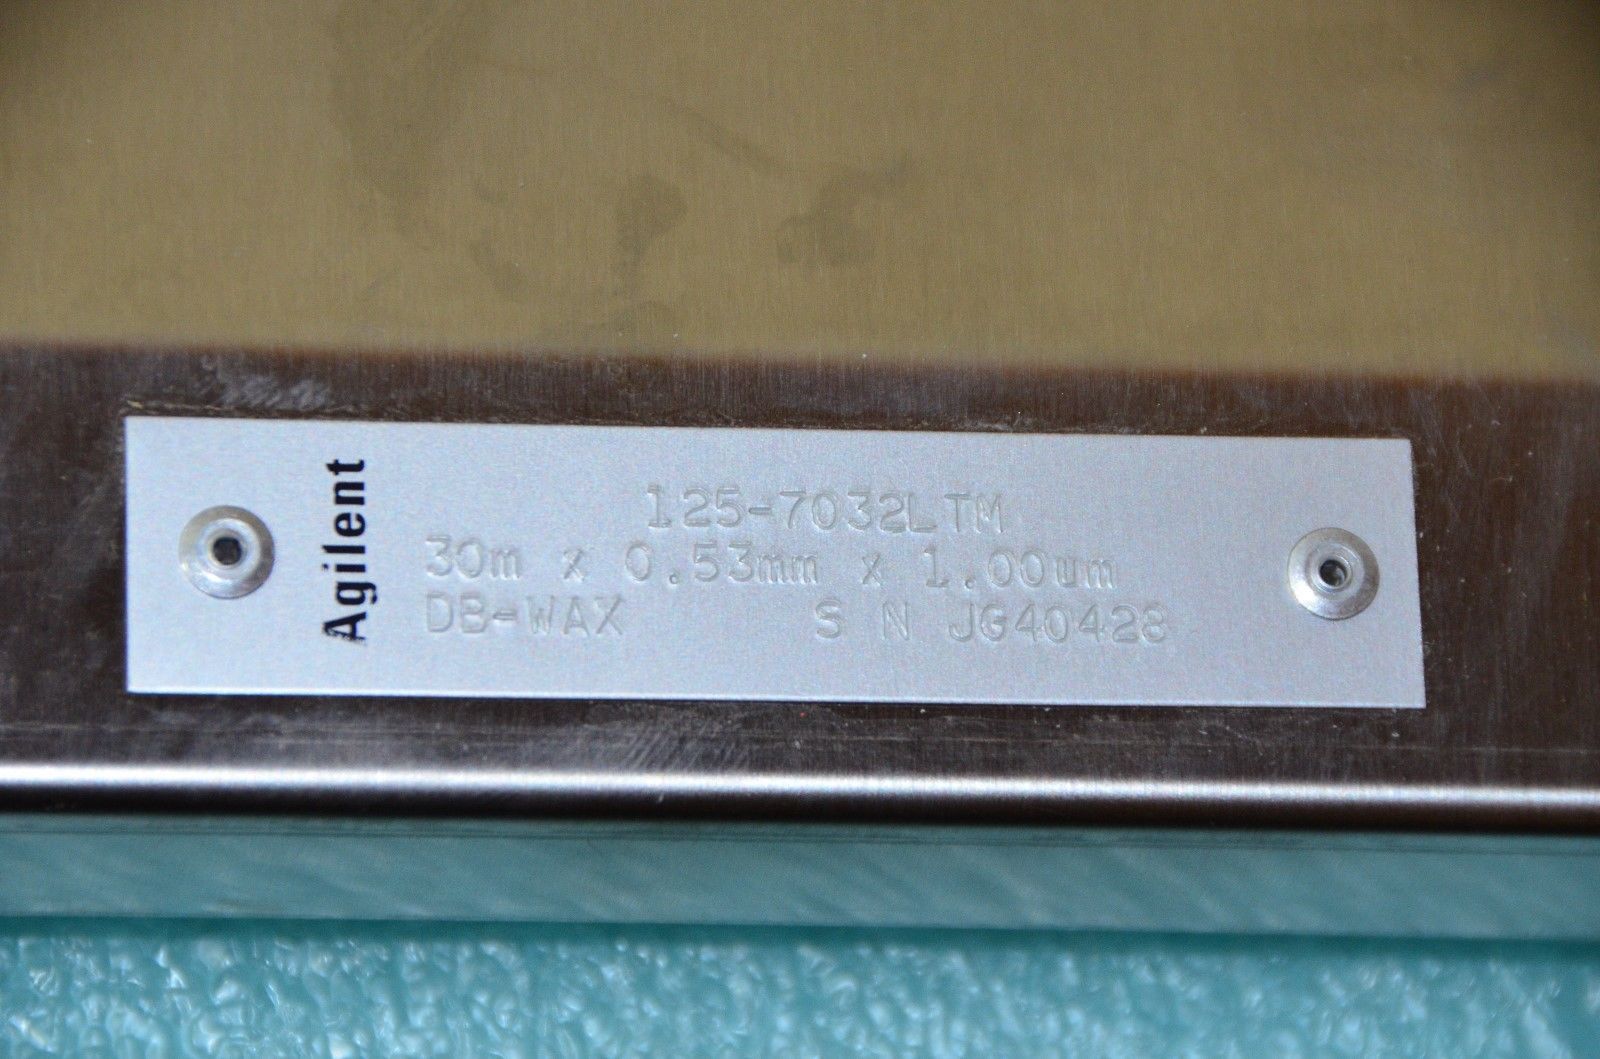 Agilent
125-7032LTM
30m x 0.53mm x 1.00um
DB-WAX S N JG40428